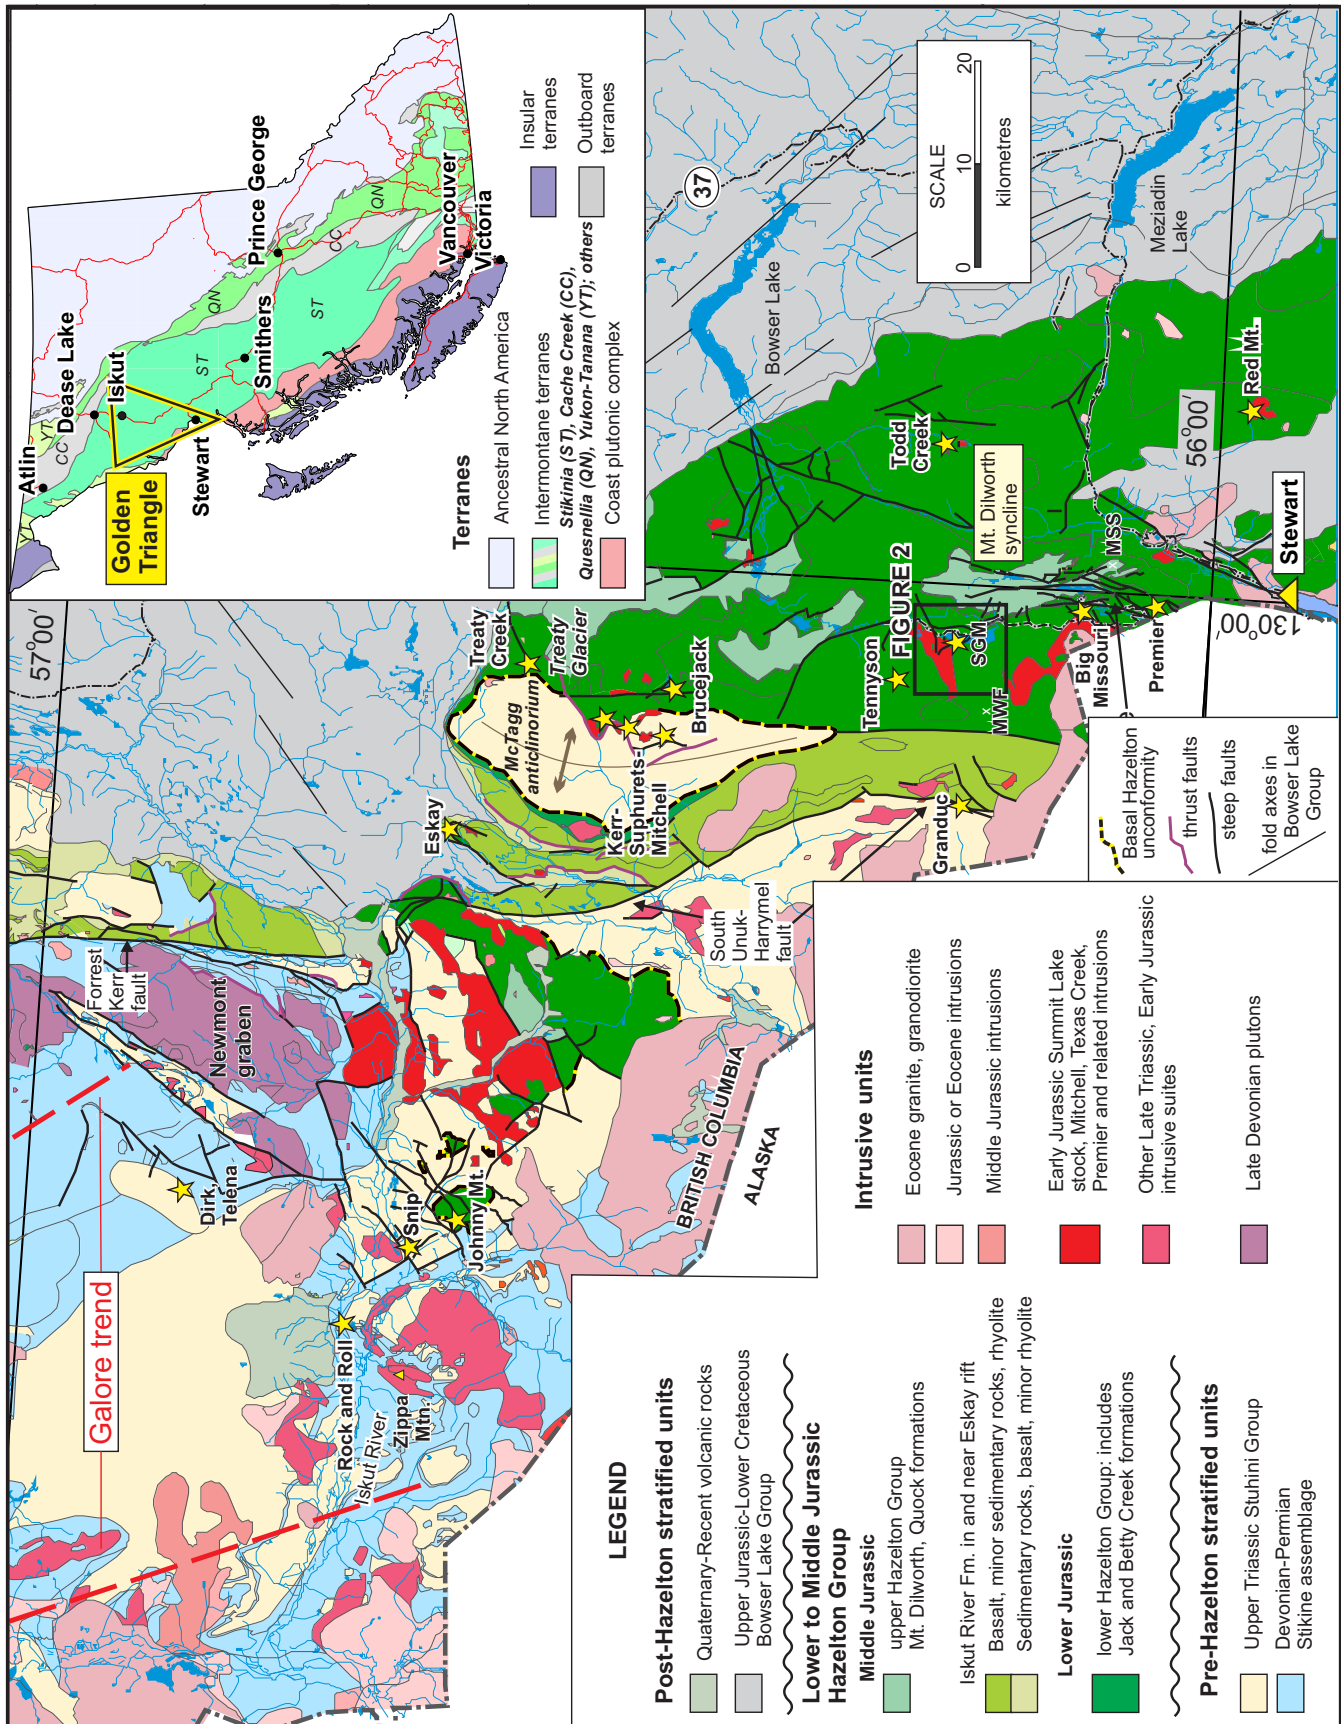 57°00'
Forrest
Kerr
fault
Newmont
graben
Galore trend
Dirk,
Telena
Eskay
Treaty
Creek
Treaty
Glacier
McTagg
anticlinorium
Kerr-
Suphurets-
Mitchell
Brucejack
Snip
Johnny Mt.
Rock and Roll
Iskut River
Zippa
Mtn.
South
Unuk-
Harrymel
fault
Granduc
BRITISH COLUMBIA
ALASKA
Tennyson
FIGURE 2
SGM
MWF
Big
Missouri
Premier
e
MSS
Mt. Dilworth
syncline
Todd
Creek
Red Mt.
Stewart
56°00'
130°00'
Bowser Lake
Meziadin
Lake
37
SCALE
0
10
20
kilometres
Golden
Triangle
Atlin
Dease Lake
Iskut
Stewart
Smithers
Prince George
Vancouver
Victoria
YT
CC
ST
QN
ST
CC
QN
Terranes
Ancestral North America
Intermontane terranes
Stikinia (ST), Cache Creek (CC),
Quesnellia (QN), Yukon-Tanana (YT); others
Coast plutonic complex
Insular
terranes
Outboard
terranes
Basal Hazelton
unconformity
thrust faults
steep faults
fold axes in
Bowser Lake
Group
LEGEND
Post-Hazelton stratified units
Quaternary-Recent volcanic rocks
Upper Jurassic-Lower Cretaceous
Bowser Lake Group
Lower to Middle Jurassic
Hazelton Group
Middle Jurassic
upper Hazelton Group
Mt. Dilworth, Quock formations
Iskut River Fm. in and near Eskay rift
Basalt, minor sedimentary rocks, rhyolite
Sedimentary rocks, basalt, minor rhyolite
Lower Jurassic
lower Hazelton Group: includes
Jack and Betty Creek formations
Pre-Hazelton stratified units
Upper Triassic Stuhini Group
Devonian-Permian
Stikine assemblage
Intrusive units
Eocene granite, granodiorite
Jurassic or Eocene intrusions
Middle Jurassic intrusions
Early Jurassic Summit Lake
stock, Mitchell, Texas Creek,
Premier and related intrusions
Other Late Triassic, Early Jurassic
intrusive suites
Late Devonian plutons